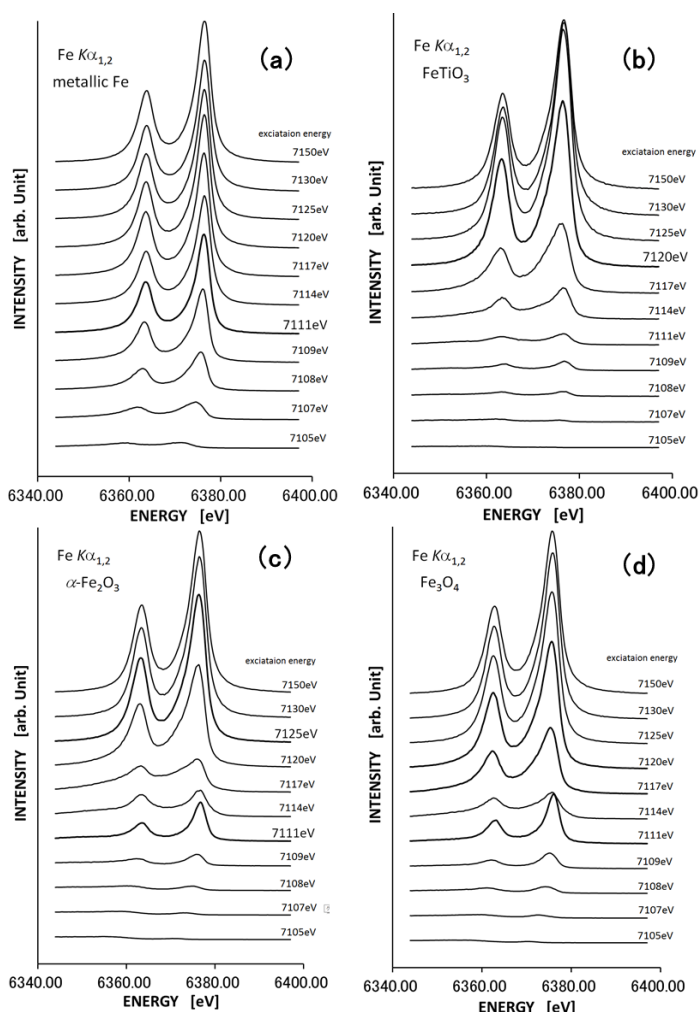 Fe Kα1,2
metallic Fe
(a)
exciataion energy
7150eV
7130eV
7125eV
7120eV
7117eV
7114eV
7111eV
7109eV
7108eV
7107eV
7105eV
INTENSITY [arb. Unit]
6340.00 6360.00 6380.00 6400.00
ENERGY [eV]
Fe Kα1,2
FeTiO3
(b)
exciataion energy
7150eV
7130eV
7125eV
7120eV
7117eV
7114eV
7111eV
7109eV
7108eV
7107eV
7105eV
INTENSITY [arb. Unit]
6340.00 6360.00 6380.00 6400.00
ENERGY [eV]
Fe Kα1,2
α-Fe2O3
(c)
exciataion energy
7150eV
7130eV
7125eV
7120eV
7117eV
7114eV
7111eV
7109eV
7108eV
7107eV
7105eV
INTENSITY [arb. Unit]
6340.00 6360.00 6380.00 6400.00
ENERGY [eV]
Fe Kα1,2
Fe3O4
(d)
exciataion energy
7150eV
7130eV
7125eV
7120eV
7117eV
7114eV
7111eV
7109eV
7108eV
7107eV
7105eV
INTENSITY [arb. Unit]
6340.00 6360.00 6380.00 6400.00
ENERGY [eV]